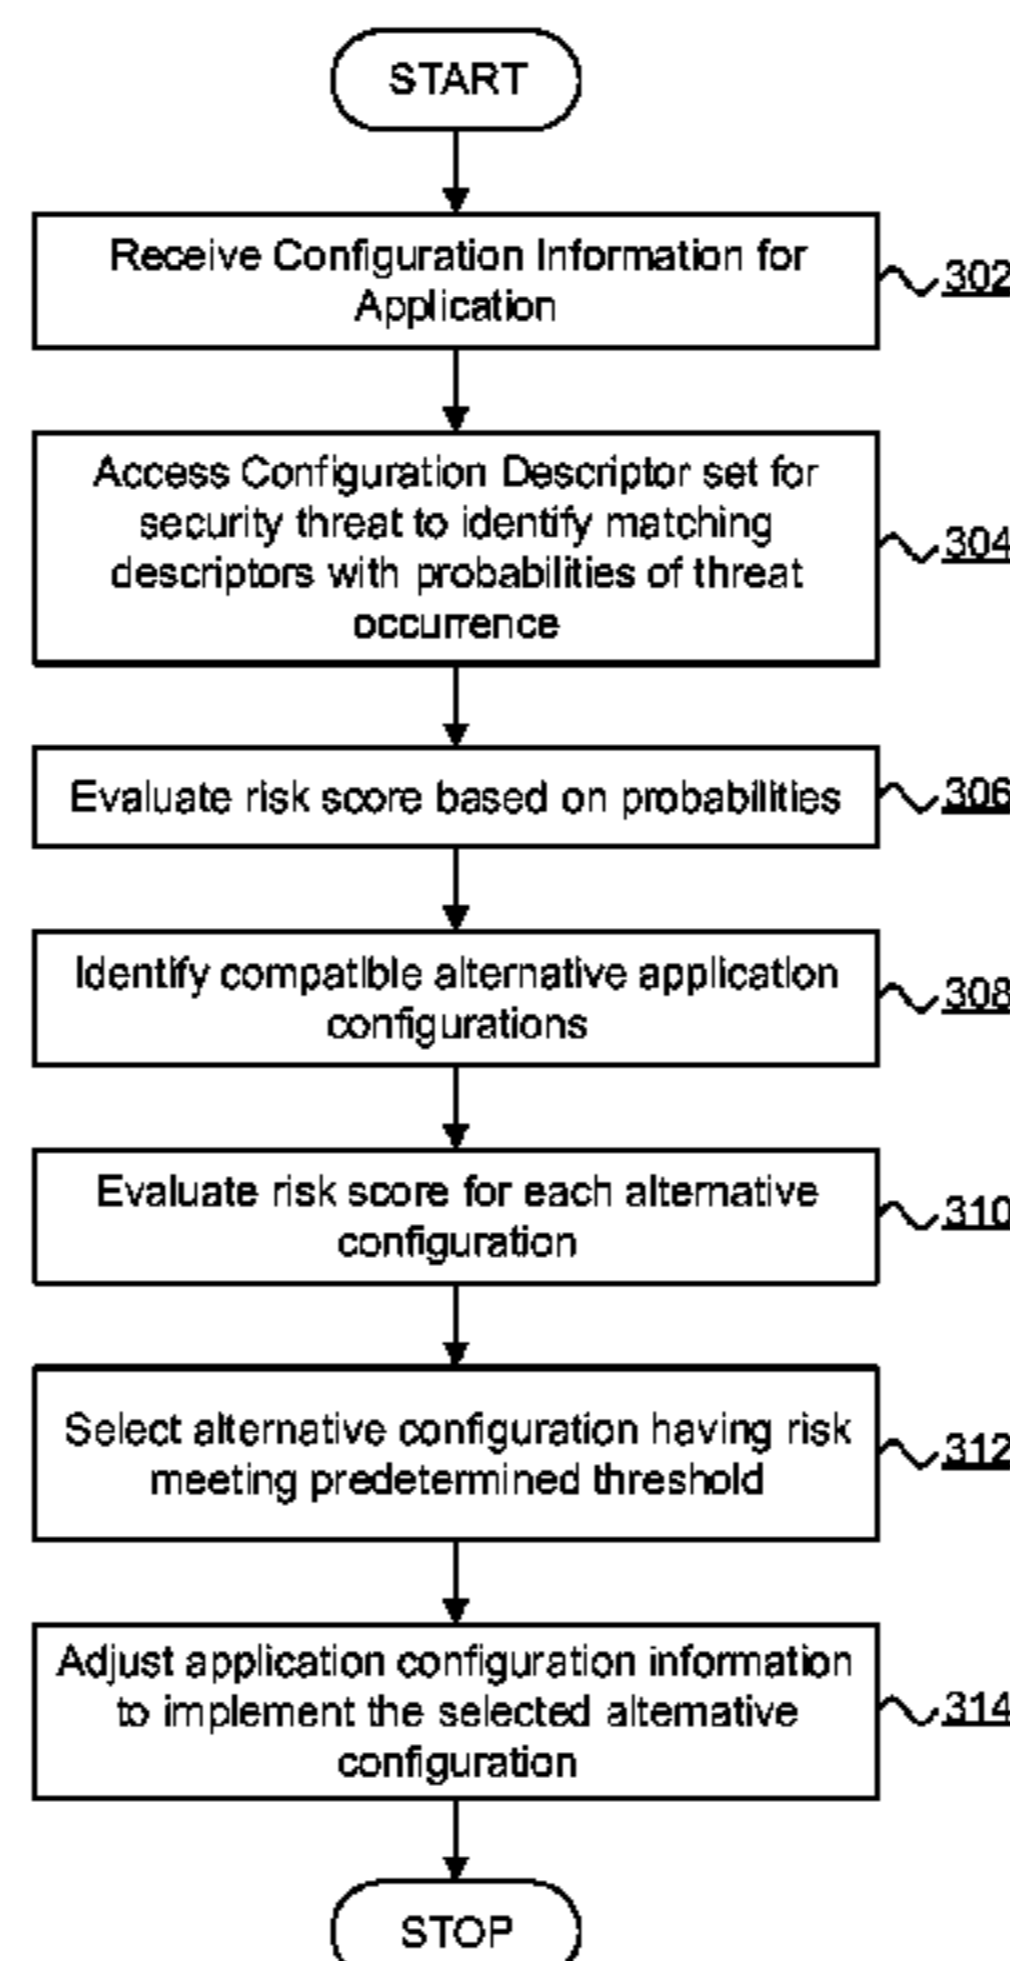 START
Receive Configuration Information for
Application
302
Access Configuration Descriptor set for
security threat to identify matching
descriptors with probabilities of threat
occurrence
304
Evaluate risk score based on probabilities
306
Identify compatible alternative application
configurations
308
Evaluate risk score for each alternative
configuration
310
Select alternative configuration having risk
meeting predetermined threshold
312
Adjust application configuration information
to implement the selected alternative
configuration
314
STOP